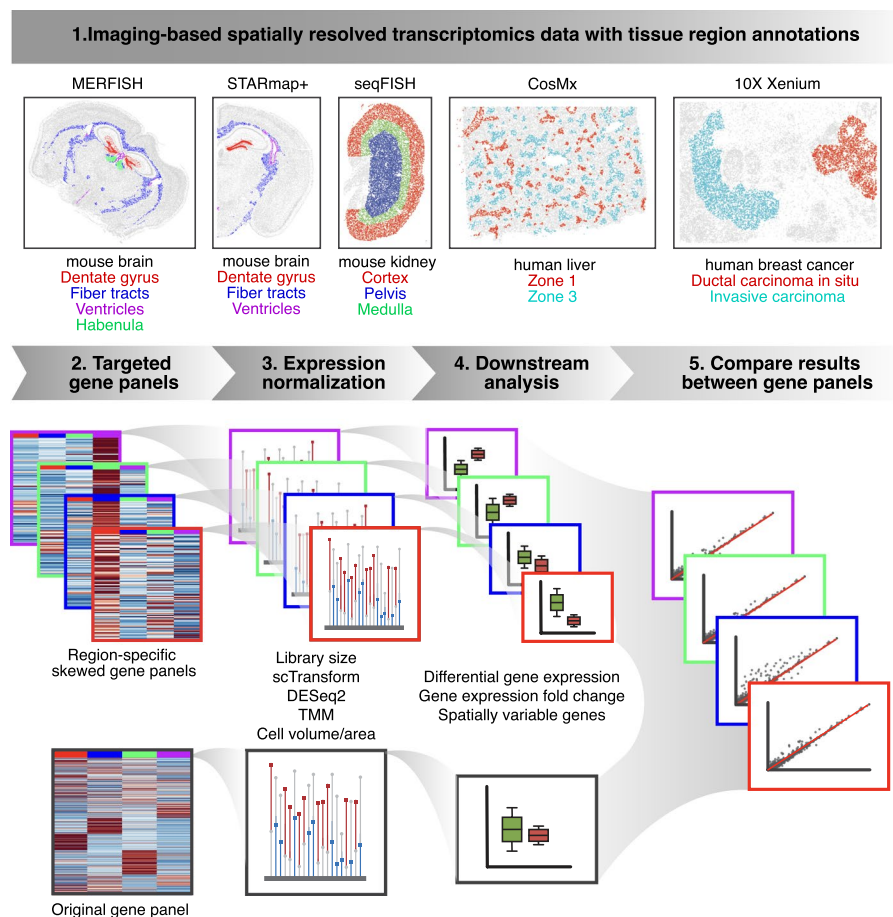 1.Imaging-based spatially resolved transcriptomics data with tissue region annotations
MERFISH
STARmap+
seqFISH
CosMx
10X Xenium
mouse brain
Dentate gyrus
Fiber tracts
Ventricles
Habenula
mouse brain
Dentate gyrus
Fiber tracts
Ventricles
mouse kidney
Cortex
Pelvis
Medulla
human liver
Zone 1
Zone 3
human breast cancer
Ductal carcinoma in situ
Invasive carcinoma
2. Targeted
gene panels
3. Expression
normalization
4. Downstream
analysis
5. Compare results
between gene panels
Region-specific
skewed gene panels
Library size
scTransform
DESeq2
TMM
Cell volume/area
Differential gene expression
Gene expression fold change
Spatially variable genes
Original gene panel